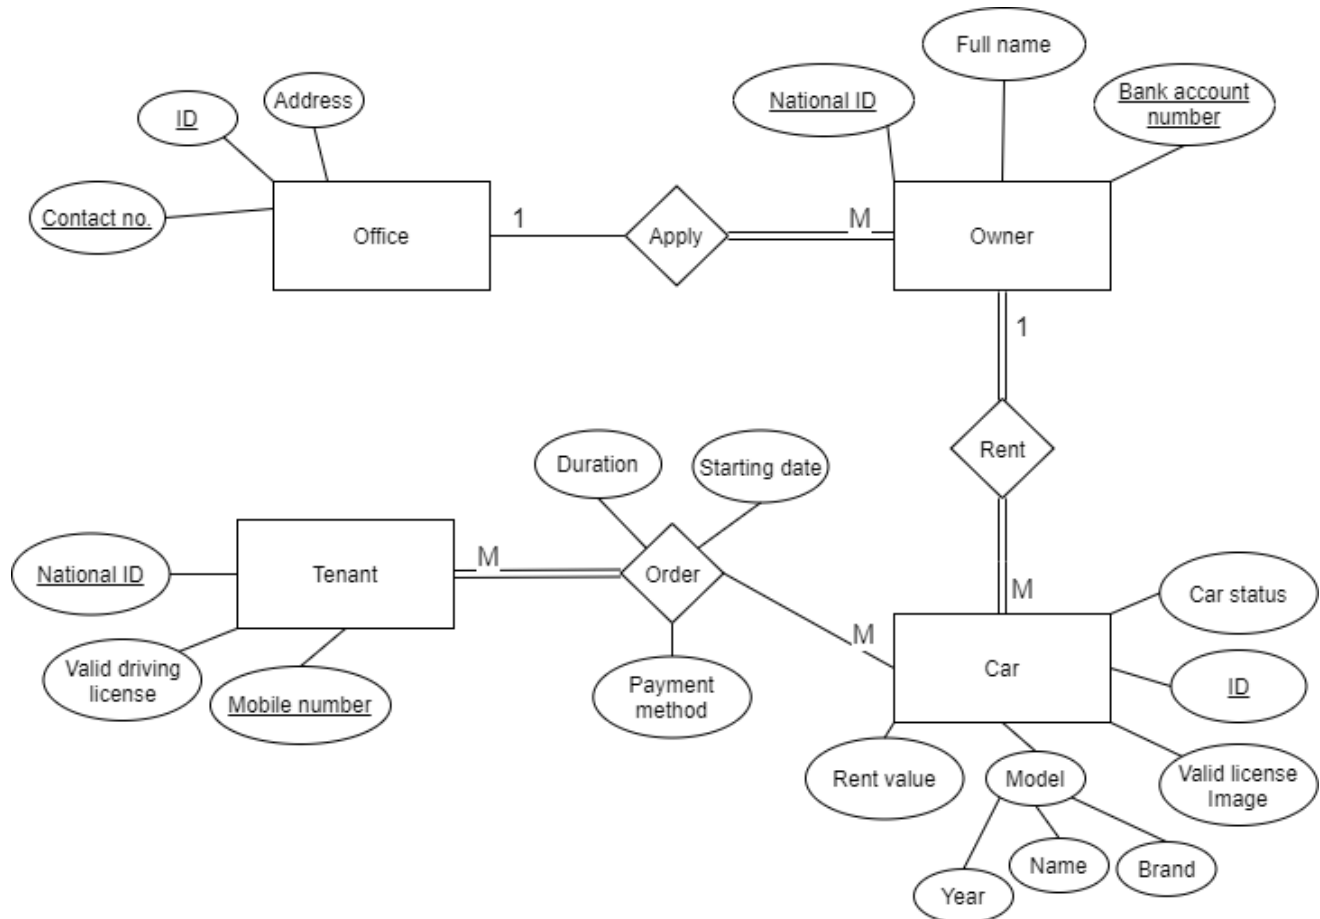 Full name
National ID
Bank account
number
Address
ID
Contact no.
Office
1
Apply
M
Owner
1
Rent
M
Duration
Starting date
Tenant
M
Order
M
National ID
Valid driving
license
Mobile number
Payment
method
Car
Car status
ID
Valid license
Image
Rent value
Model
Year
Name
Brand